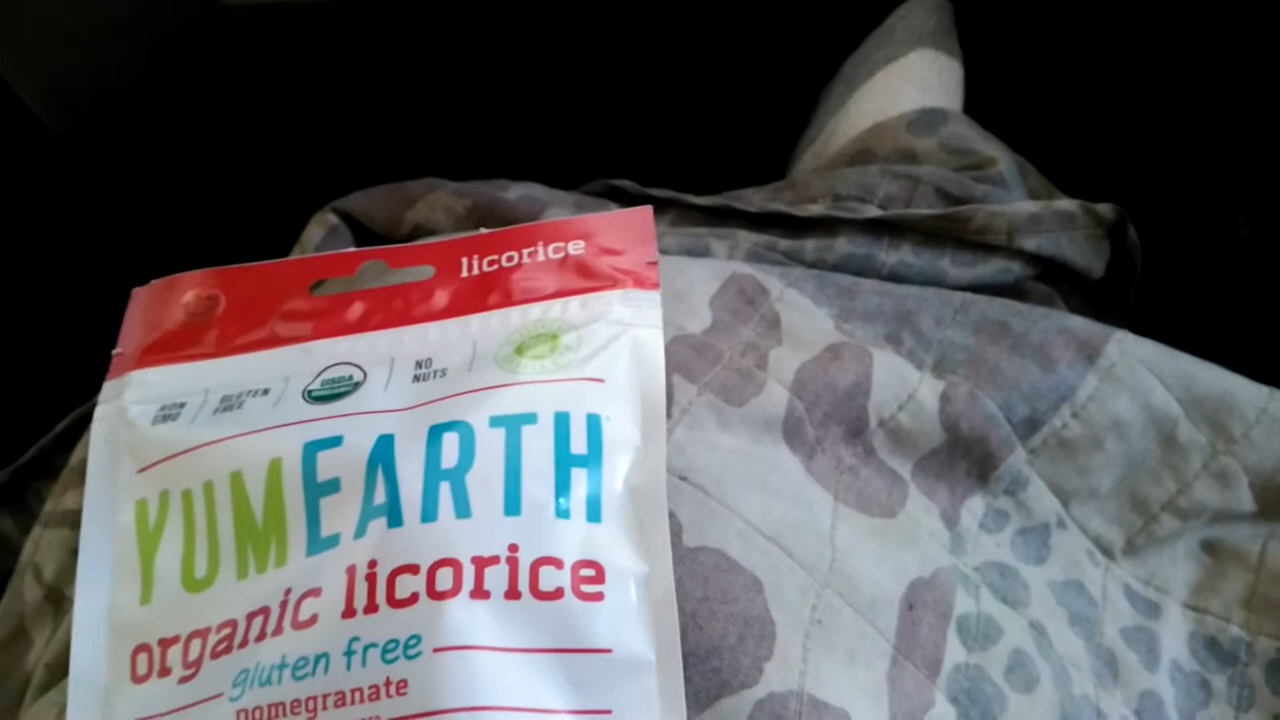 licorice
NON GMO
GLUTEN FREE
USDA
ORGANIC
NO NUTS
YUMEARTH
organic licorice
gluten free
pomegranate